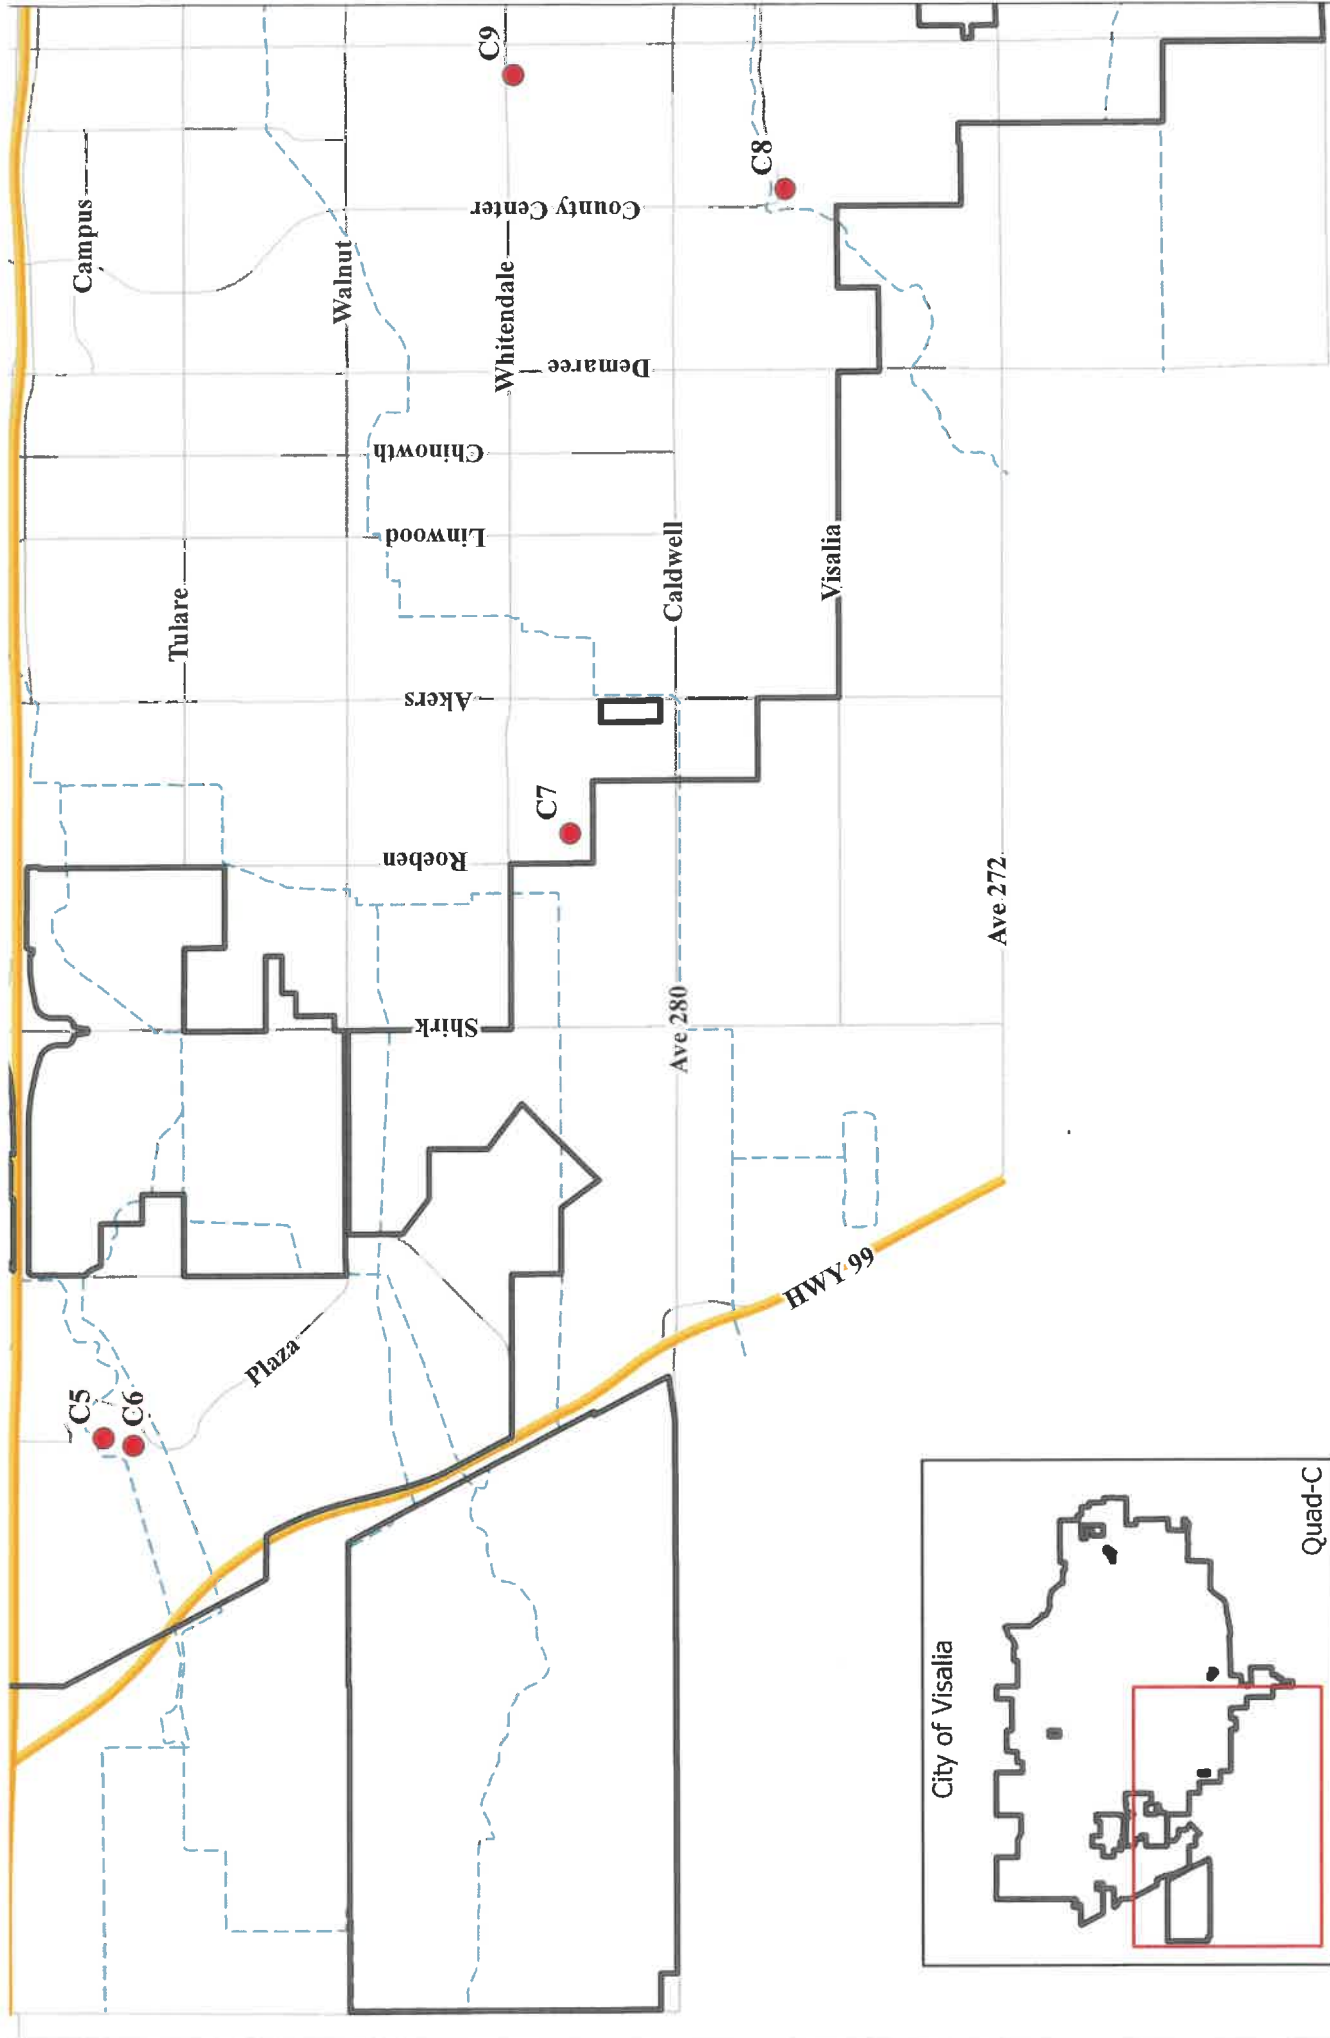 C5
C6
C7
C8
C9
Campus
Tulare
Walnut
Whitendale
Caldwell
Visalia
Ave 280
Ave 272
Plaza
HWY 99
Shirk
Roeben
Akers
Linwood
Chinowth
Demaree
County Center
City of Visalia
Quad-C